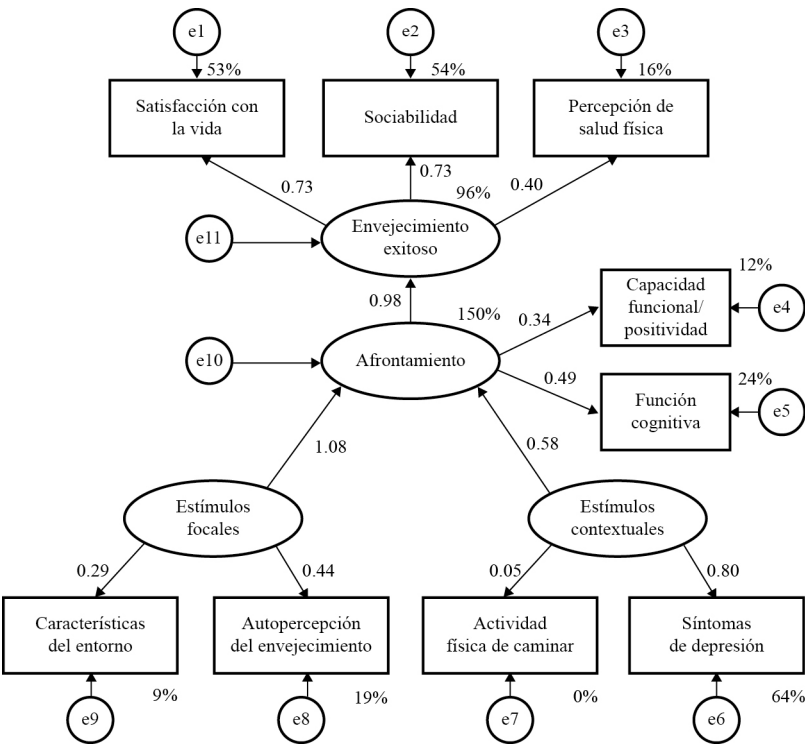 e1
e2
e3
53%
54%
16%
Satisfacción con
la vida
Sociabilidad
Percepción de
salud física
0.73
0.73
0.40
96%
e11
Envejecimiento
exitoso
0.98
150%
12%
Capacidad
funcional/
positividad
e4
0.34
e10
Afrontamiento
0.49
24%
Función
cognitiva
e5
1.08
0.58
Estímulos
focales
Estímulos
contextuales
0.29
0.44
0.05
0.80
Características
del entorno
Autopercepción
del envejecimiento
Actividad
física de caminar
Síntomas
de depresión
9%
19%
0%
64%
e9
e8
e7
e6